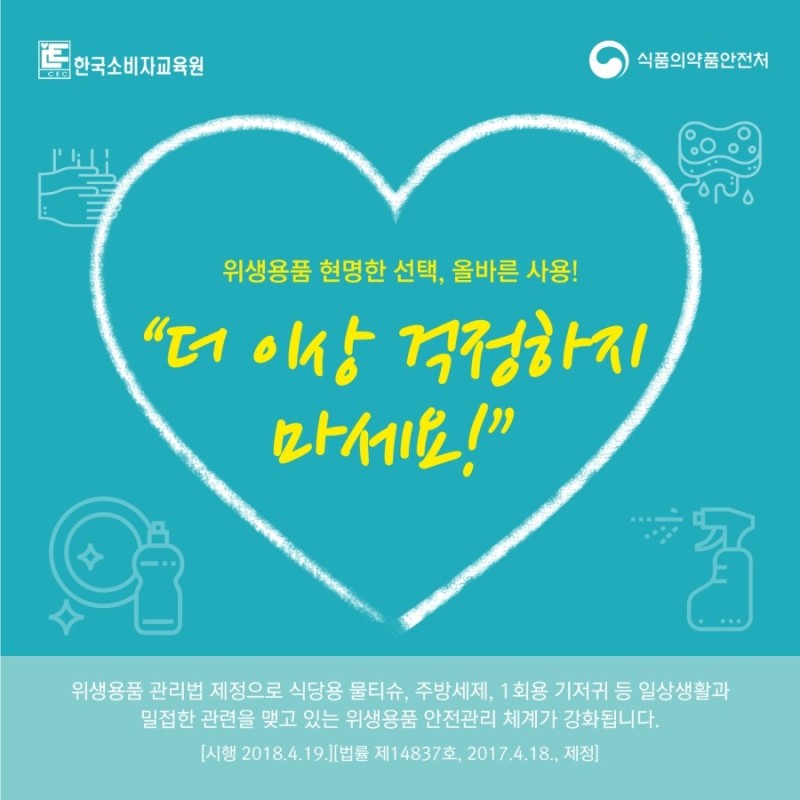 CEC 한국소비자교육원
식품의약품안전처
위생용품 현명한 선택, 올바른 사용!
“더 이상 걱정하지
마세요!”
위생용품 관리법 제정으로 식당용 물티슈, 주방세제, 1회용 기저귀 등 일상생활과
밀접한 관련을 맺고 있는 위생용품 안전관리 체계가 강화됩니다.
[시행 2018.4.19.][법률 제14837호, 2017.4.18., 제정]